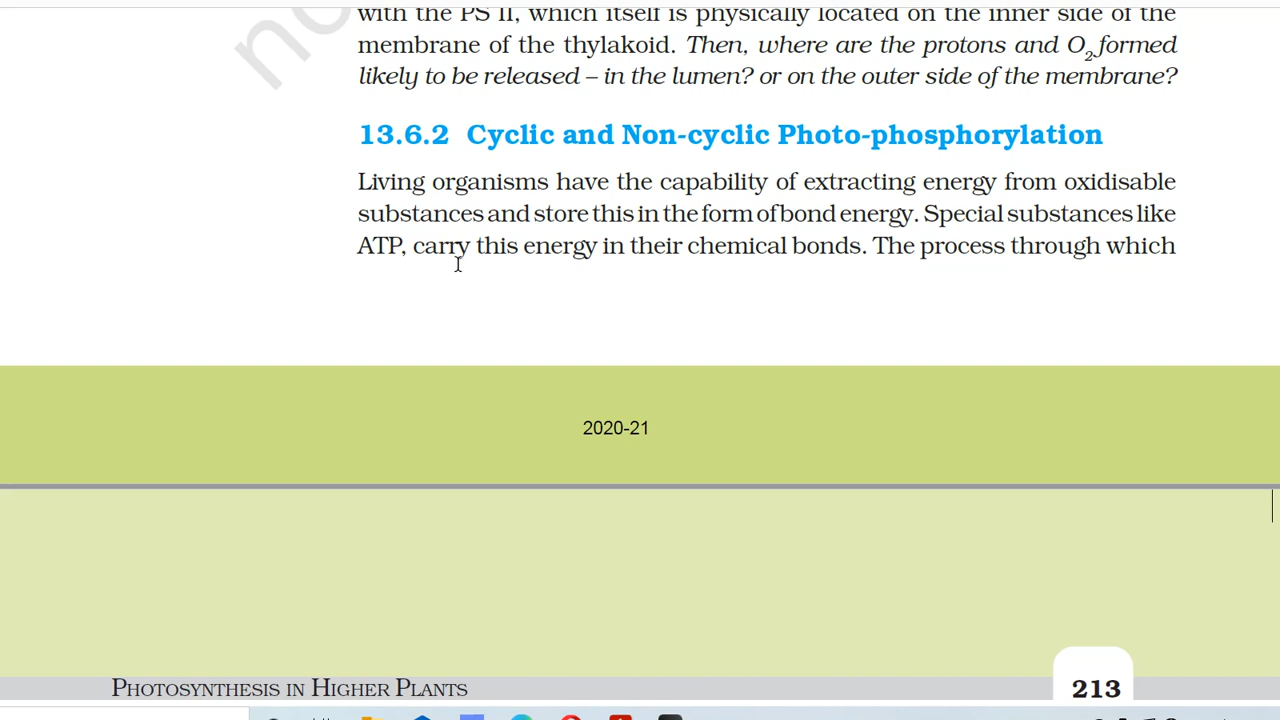 with the PS II, which itself is physically located on the inner side of the
membrane of the thylakoid. Then, where are the protons and O2 formed
likely to be released – in the lumen? or on the outer side of the membrane?
13.6.2 Cyclic and Non-cyclic Photo-phosphorylation
Living organisms have the capability of extracting energy from oxidisable
substances and store this in the form of bond energy. Special substances like
ATP, carry this energy in their chemical bonds. The process through which
2020-21
PHOTOSYNTHESIS IN HIGHER PLANTS
213